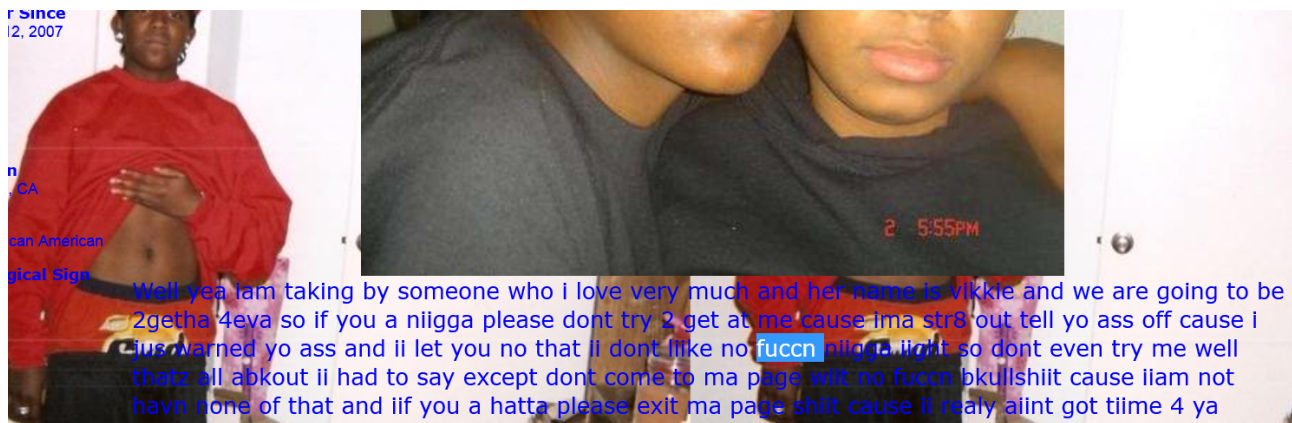 r Since
12, 2007
n
, CA
can American
gical Sign
2 5:55PM
Well yea iam taking by someone who i love very much and her name is vikkie and we are going to be
2getha 4eva so if you a niigga please dont try 2 get at me cause ima str8 out tell yo ass off cause i
jus warned yo ass and ii let you no that ii dont liike no fuccn niigga iight so dont even try me well
thatz all abkout ii had to say except dont come to ma page wiit no fuccn bkullshiit cause iiam not
havn none of that and iif you a hatta please exit ma page shiit cause ii realy aiint got tiime 4 ya